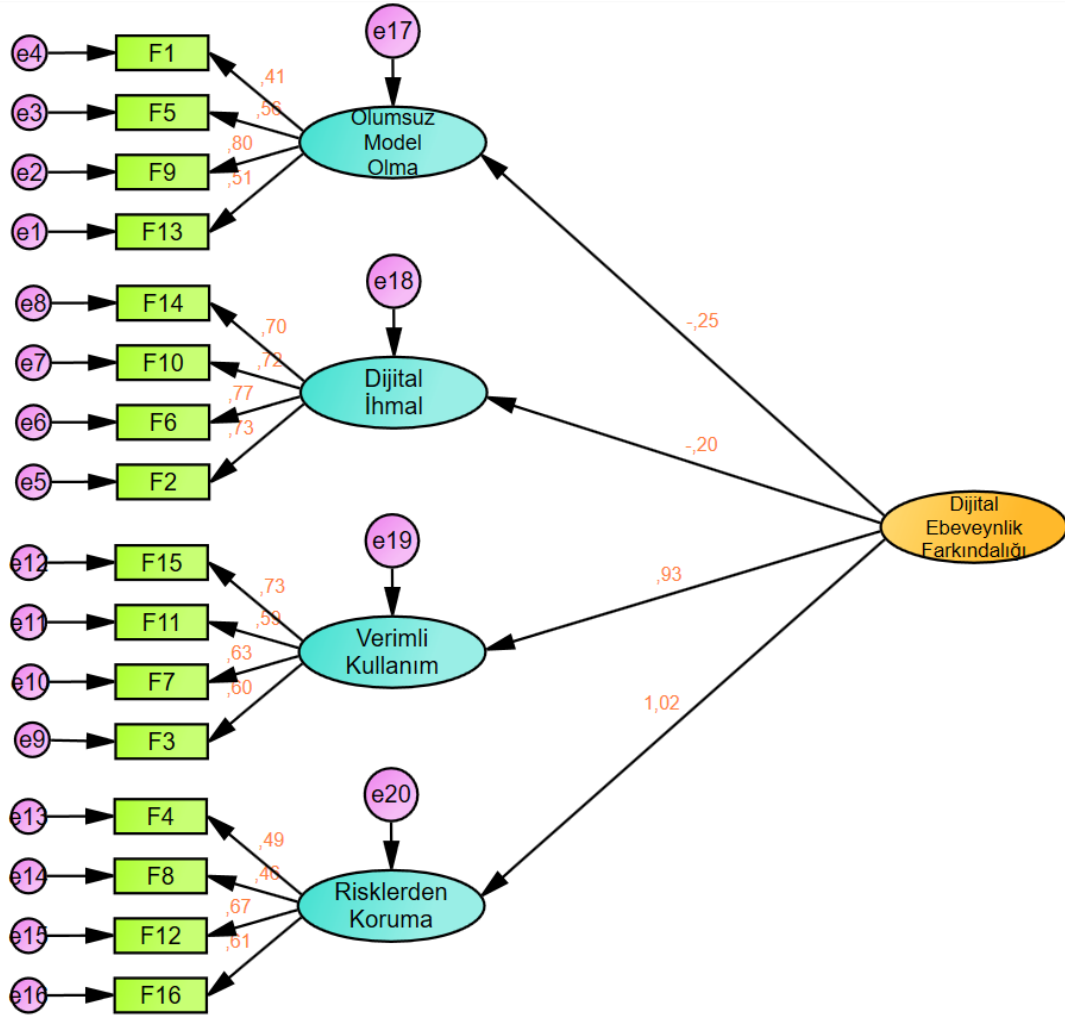 e17
e4
F1
,41
e3
F5
,56
Olumsuz
Model
Olma
e2
F9
,80
e1
F13
,51
e18
e8
F14
,70
-,25
e7
F10
,72
Dijital
İhmal
e6
F6
,77
e5
F2
,73
-,20
Dijital
Ebeveynlik
Farkındalığı
e19
e12
F15
,73
,93
e11
F11
,59
Verimli
Kullanım
e10
F7
,63
e9
F3
,60
1,02
e20
e13
F4
,49
e14
F8
,46
Risklerden
Koruma
e15
F12
,67
e16
F16
,61